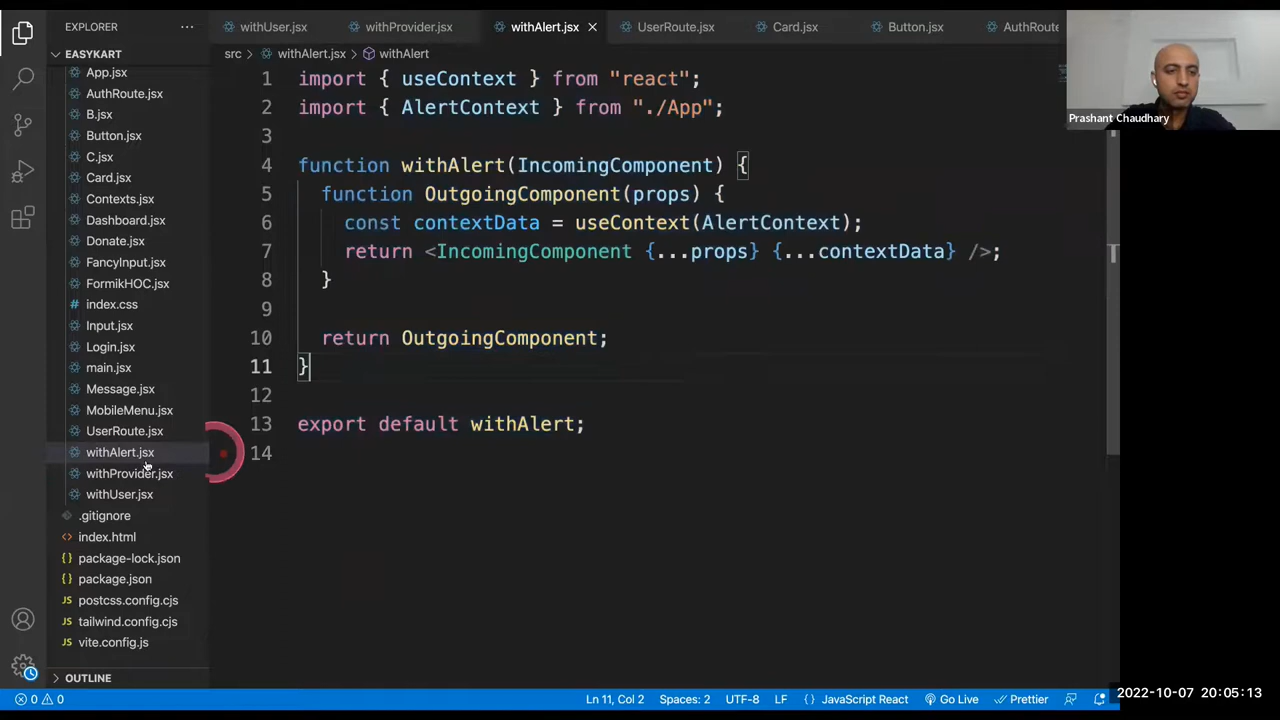 EXPLORER
EASYKART
App.jsx
AuthRoute.jsx
B.jsx
Button.jsx
C.jsx
Card.jsx
Contexts.jsx
Dashboard.jsx
Donate.jsx
FancyInput.jsx
FormikHOC.jsx
# index.css
Input.jsx
Login.jsx
main.jsx
Message.jsx
MobileMenu.jsx
UserRoute.jsx
withAlert.jsx
withProvider.jsx
withUser.jsx
.gitignore
<> index.html
{} package-lock.json
{} package.json
JS postcss.config.cjs
JS tailwind.config.cjs
JS vite.config.js
OUTLINE
withUser.jsx withProvider.jsx withAlert.jsx UserRoute.jsx Card.jsx Button.jsx AuthRoute
src > withAlert.jsx > withAlert
1 import { useContext } from "react";
2 import { AlertContext } from "./App";
3
4 function withAlert(IncomingComponent) {
5 function OutgoingComponent(props) {
6 const contextData = useContext(AlertContext);
7 return <IncomingComponent {...props} {...contextData} />;
8 }
9
10 return OutgoingComponent;
11 }
12
13 export default withAlert;
14
Prashant Chaudhary
0 0 Ln 11, Col 2 Spaces: 2 UTF-8 LF {} JavaScript React Go Live Prettier
2022-10-07 20:05:13